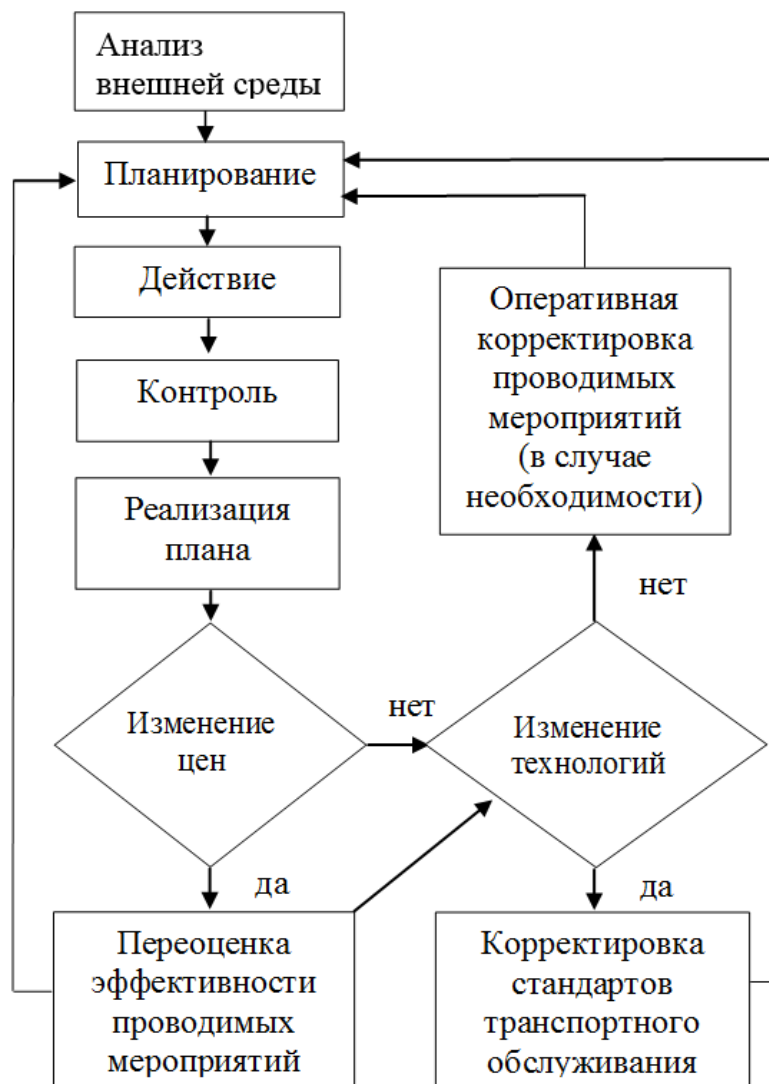 Анализ
внешней среды
Планирование
Действие
Контроль
Реализация
плана
Оперативная
корректировка
проводимых
мероприятий
(в случае
необходимости)
нет
Изменение
цен
нет
Изменение
технологий
да
Переоценка
эффективности
проводимых
мероприятий
да
Корректировка
стандартов
транспортного
обслуживания